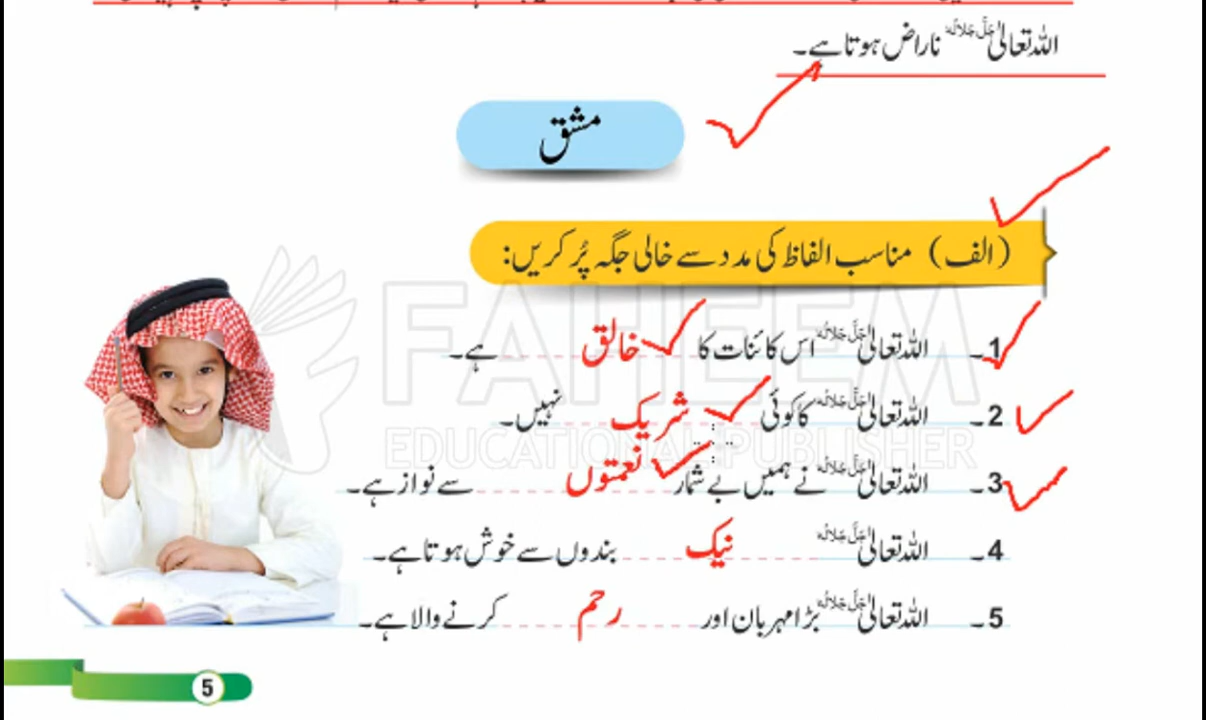 اللہ تعالیٰ جَلَّ جَلَالُہٗ ناراض ہوتا ہے۔
مشق
(الف) مناسب الفاظ کی مدد سے خالی جگہ پُر کریں:
1۔ اللہ تعالیٰ جَلَّ جَلَالُہٗ اس کائنات کا خالق ہے۔
2۔ اللہ تعالیٰ جَلَّ جَلَالُہٗ کا کوئی شریک نہیں۔
3۔ اللہ تعالیٰ جَلَّ جَلَالُہٗ نے ہمیں بے شمار نعمتوں سے نوازہے۔
4۔ اللہ تعالیٰ جَلَّ جَلَالُہٗ نیک بندوں سے خوش ہوتا ہے۔
5۔ اللہ تعالیٰ جَلَّ جَلَالُہٗ بڑا مہربان اور رحم کرنے والا ہے۔
FAHEEM
EDUCATIONAL PUBLISHER
5